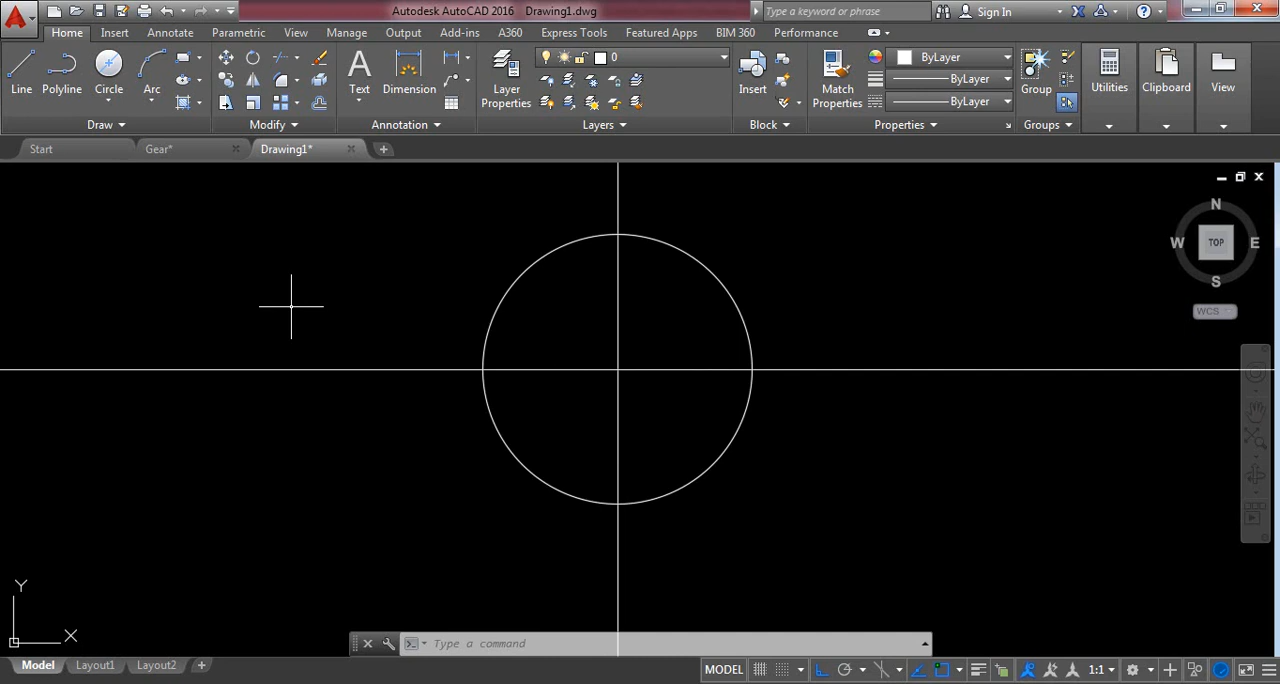 Autodesk AutoCAD 2016 Drawing1.dwg
Type a keyword or phrase
Sign In
Home Insert Annotate Parametric View Manage Output Add-ins A360 Express Tools Featured Apps BIM 360 Performance
0
ByLayer
ByLayer
ByLayer
Line Polyline Circle Arc
Text Dimension
Layer Properties
Insert
Match Properties
Group
Utilities
Clipboard
View
Draw Modify Annotation Layers Block Properties Groups
Start Gear* Drawing1*
N
W TOP E
S
WCS
Y
X
Type a command
Model Layout1 Layout2
MODEL
1:1